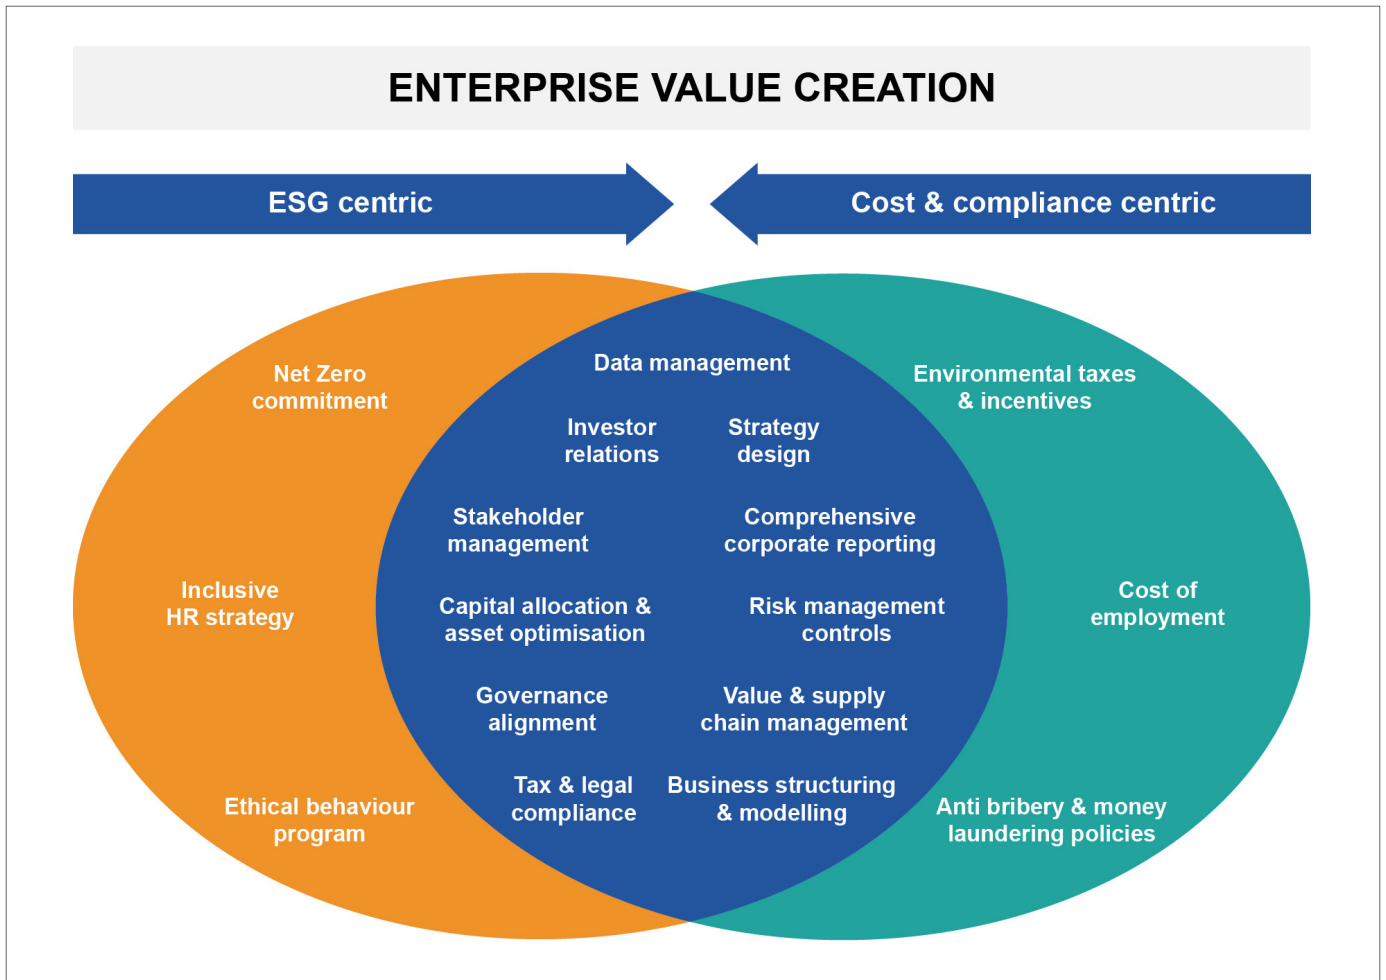 ENTERPRISE VALUE CREATION
ESG centric
Cost & compliance centric
Net Zero
commitment
Inclusive
HR strategy
Ethical behaviour
program
Data management
Investor
relations
Strategy
design
Stakeholder
management
Comprehensive
corporate reporting
Capital allocation &
asset optimisation
Risk management
controls
Governance
alignment
Value & supply
chain management
Tax & legal
compliance
Business structuring
& modelling
Environmental taxes
& incentives
Cost of
employment
Anti bribery & money
laundering policies